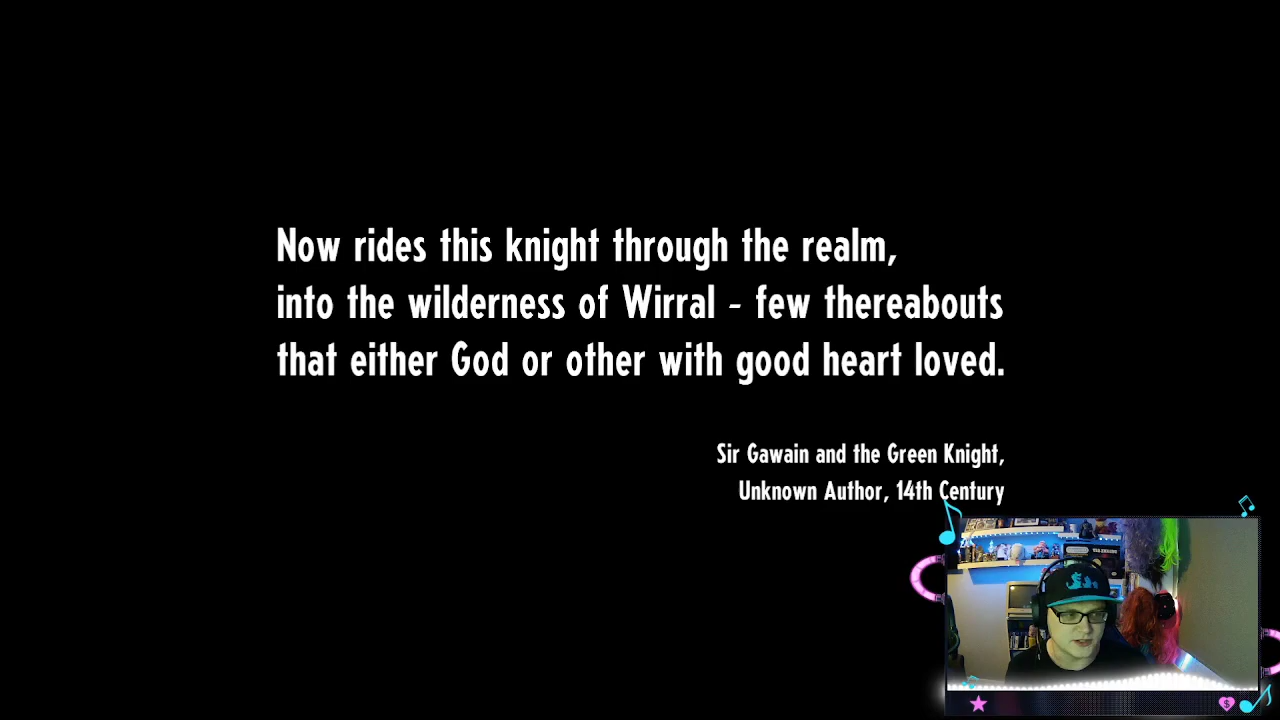 Now rides this knight through the realm,
into the wilderness of Wirral - few thereabouts
that either God or other with good heart loved.
Sir Gawain and the Green Knight,
Unknown Author, 14th Century